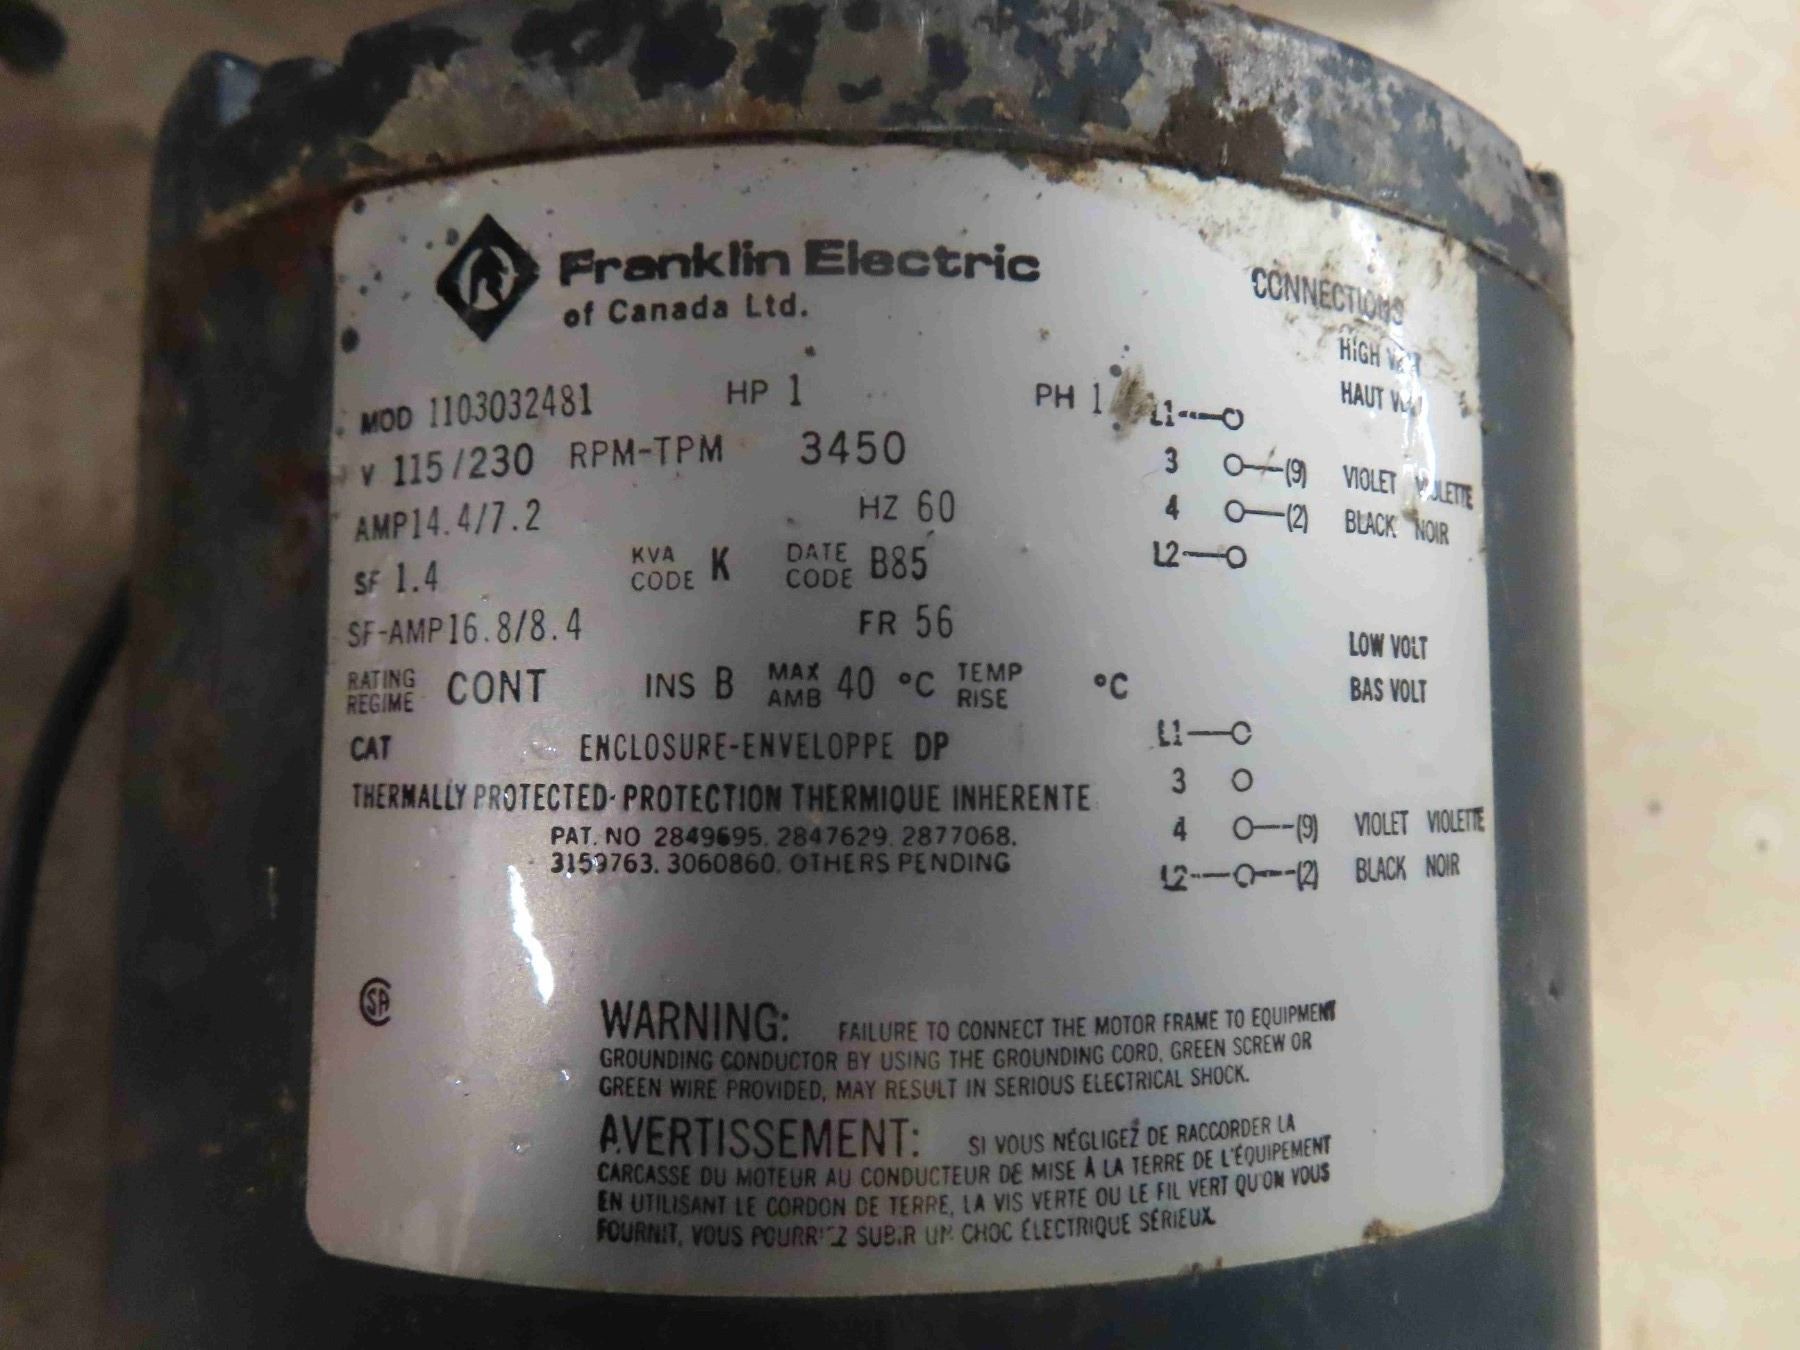 Franklin Electric
of Canada Ltd.
MOD 1103032481 HP 1 PH 1
V 115/230 RPM-TPM 3450
AMP 14.4/7.2 HZ 60
SF 1.4 KVA CODE K DATE CODE B85
SF-AMP 16.8/8.4 FR 56
RATING REGIME CONT INS B MAX AMB 40 °C TEMP RISE °C
CAT ENCLOSURE-ENVELOPPE DP
THERMALLY PROTECTED-PROTECTION THERMIQUE INHERENTE
PAT. NO 2849695. 2847629. 2877068.
3159763. 3060860. OTHERS PENDING
CONNECTIONS
HIGH
HAUT
L1
3 (9) VIOLET VIOLETTE
4 (2) BLACK NOIR
L2
LOW VOLT
BAS VOLT
L1
3
4 (9) VIOLET VIOLETTE
L2 (2) BLACK NOIR
SA
WARNING: FAILURE TO CONNECT THE MOTOR FRAME TO EQUIPMENT
GROUNDING CONDUCTOR BY USING THE GROUNDING CORD, GREEN SCREW OR
GREEN WIRE PROVIDED, MAY RESULT IN SERIOUS ELECTRICAL SHOCK.
AVERTISSEMENT: SI VOUS NÉGLIGEZ DE RACCORDER LA
CARCASSE DU MOTEUR AU CONDUCTEUR DE MISE À LA TERRE DE L'ÉQUIPEMENT
EN UTILISANT LE CORDON DE TERRE, LA VIS VERTE OU LE FIL VERT QU'ON VOUS
FOURNIT, VOUS POURRIEZ SUBIR UN CHOC ÉLECTRIQUE SÉRIEUX.